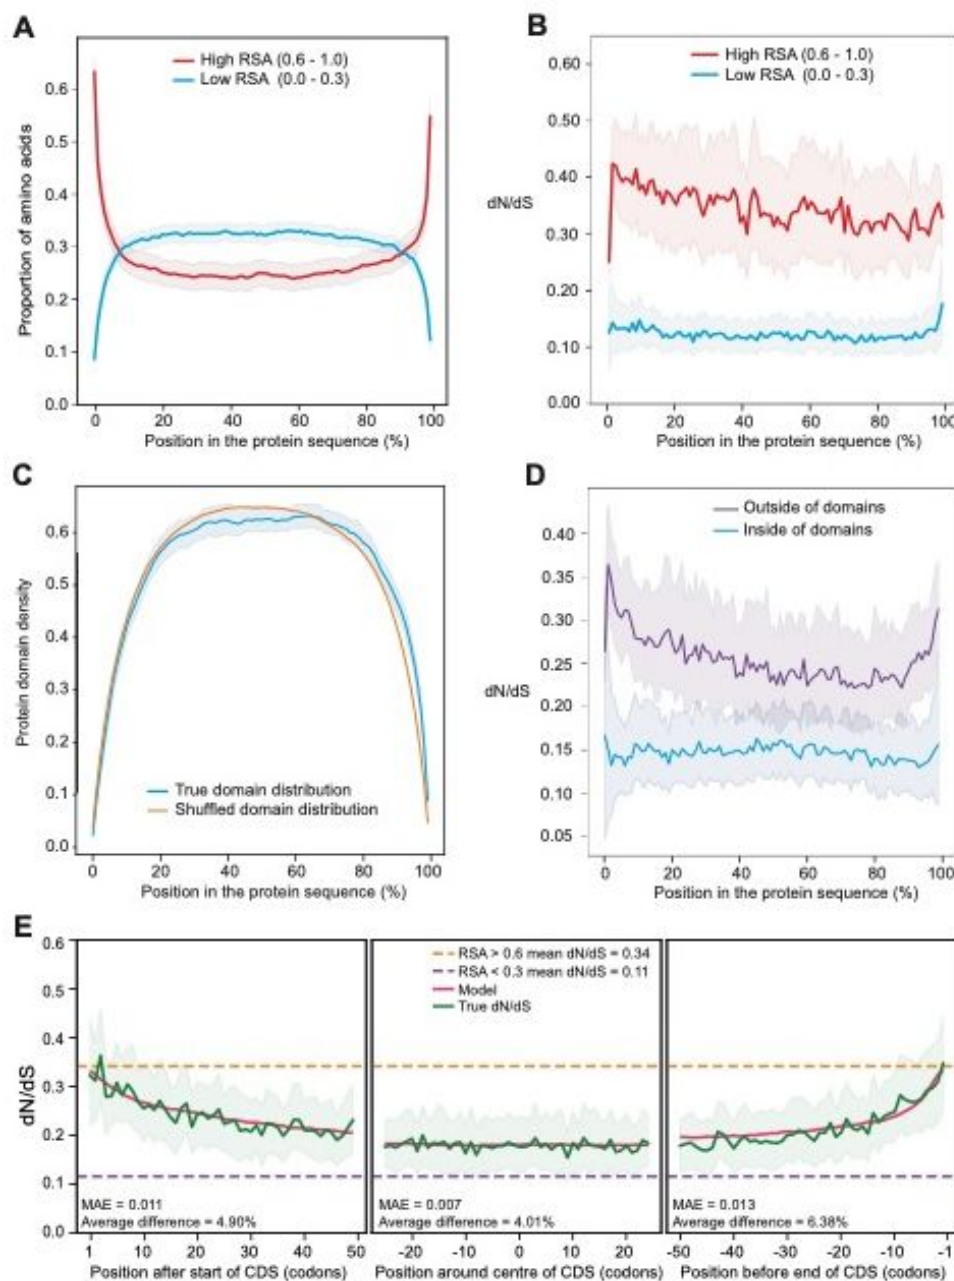 A
High RSA (0.6 - 1.0)
Low RSA (0.0 - 0.3)
Proportion of amino acids
0.6
0.5
0.4
0.3
0.2
0.1
0.0
0 20 40 60 80 100
Position in the protein sequence (%)
B
High RSA (0.6 - 1.0)
Low RSA (0.0 - 0.3)
dN/dS
0.60
0.50
0.40
0.30
0.20
0.10
0.00
0 20 40 60 80 100
Position in the protein sequence (%)
C
Protein domain density
0.6
0.5
0.4
0.3
0.2
0.1
0.0
True domain distribution
Shuffled domain distribution
0 20 40 60 80 100
Position in the protein sequence (%)
D
Outside of domains
Inside of domains
dN/dS
0.40
0.35
0.30
0.25
0.20
0.15
0.10
0.05
0 20 40 60 80 100
Position in the protein sequence (%)
E
dN/dS
0.6
0.5
0.4
0.3
0.2
0.1
0.0
MAE = 0.011
Average difference = 4.90%
1 10 20 30 40 50
Position after start of CDS (codons)
RSA > 0.6 mean dN/dS = 0.34
RSA < 0.3 mean dN/dS = 0.11
Model
True dN/dS
MAE = 0.007
Average difference = 4.01%
-20 -10 0 10 20
Position around centre of CDS (codons)
MAE = 0.013
Average difference = 6.38%
-50 -40 -30 -20 -10 -1
Position before end of CDS (codons)